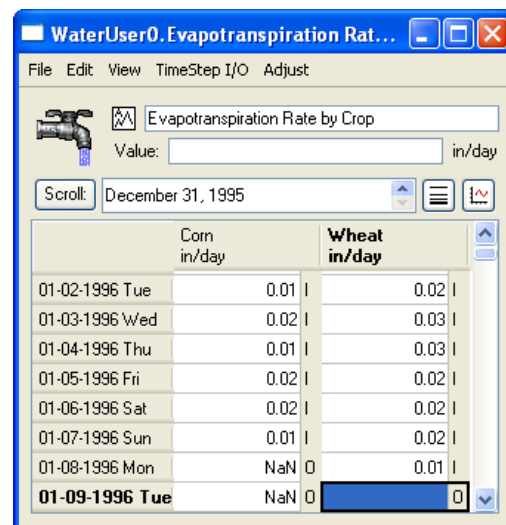 WaterUser0.Evapotranspiration Rat...
File Edit View TimeStep I/O Adjust
Evapotranspiration Rate by Crop
Value: in/day
Scroll: December 31, 1995
Corn Wheat
in/day in/day
01-02-1996 Tue 0.01 I 0.02 I
01-03-1996 Wed 0.02 I 0.03 I
01-04-1996 Thu 0.01 I 0.03 I
01-05-1996 Fri 0.02 I 0.02 I
01-06-1996 Sat 0.02 I 0.02 I
01-07-1996 Sun 0.01 I 0.02 I
01-08-1996 Mon NaN O 0.01 I
01-09-1996 Tue NaN O O